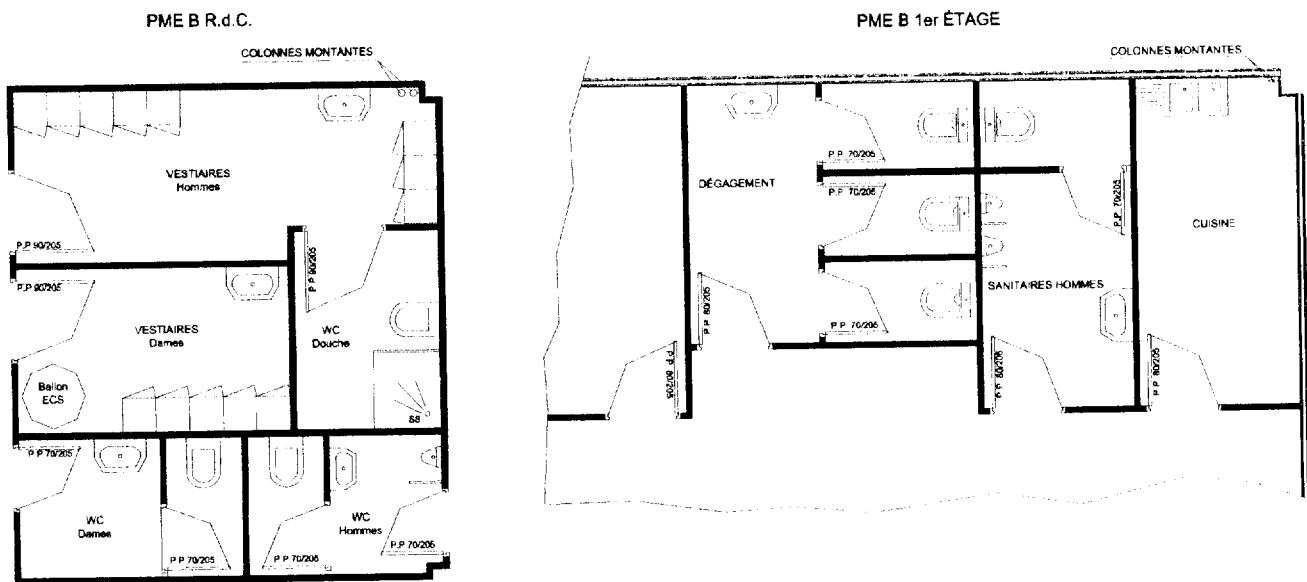 PME B R.d.C.
COLONNES MONTANTES
VESTIAIRES
Hommes
P.P 90/205
P.P 90/205
P.P 90/205
VESTIAIRES
Dames
WC
Douche
Ballon
ECS
SB
P.P 70/205
WC
Dames
P.P 70/205
P.P 70/205
WC
Hommes
P.P 70/205
PME B 1er ÉTAGE
COLONNES MONTANTES
P.P 70/205
DÉGAGEMENT
P.P 70/205
P.P 70/205
CUISINE
SANITAIRES HOMMES
P.P 80/205
P.P 70/205
P.P 80/205
P.P 80/205
P.P 80/205